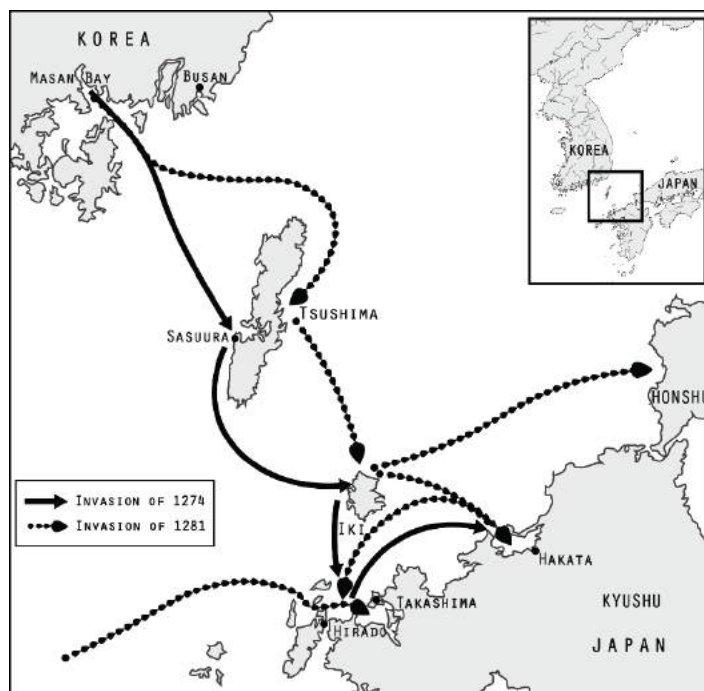 KOREA
MASAN BAY
BUSAN
KOREA
JAPAN
TSUSHIMA
SASUURA
HONSHU
INVASION OF 1274
INVASION OF 1281
IKI
HAKATA
TAKASHIMA
HIRADO
KYUSHU
JAPAN